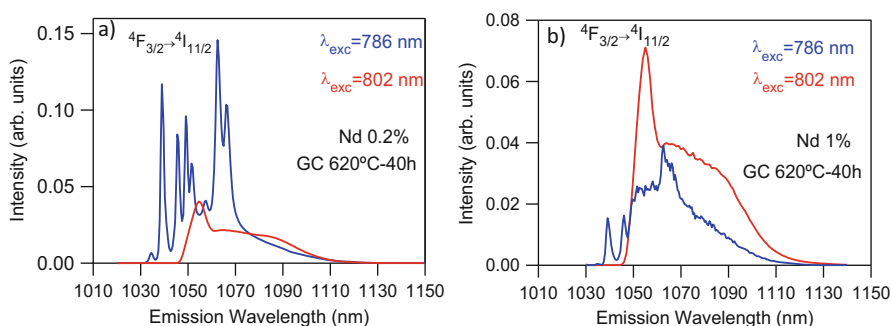 a)
⁴F₃/₂→⁴I₁₁/₂
λexc=786 nm
λexc=802 nm
Nd 0.2%
GC 620ºC-40h
Intensity (arb. units)
0.15
0.10
0.05
0.00
1010 1030 1050 1070 1090 1110 1130 1150
Emission Wavelength (nm)
b)
⁴F₃/₂→⁴I₁₁/₂
λexc=786 nm
λexc=802 nm
Nd 1%
GC 620ºC-40h
Intensity (arb. units)
0.08
0.06
0.04
0.02
0.00
1010 1030 1050 1070 1090 1110 1130 1150
Emission Wavelength (nm)